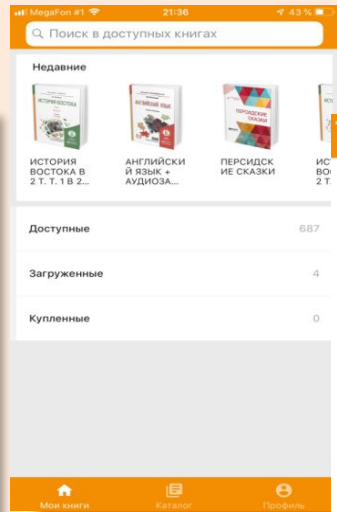 MegaFon #1 21:36 43 %
Поиск в доступных книгах
Недавние
ИСТОРИЯ ВОСТОКА
АНГЛИЙСКИЙ ЯЗЫК
ПЕРСИДСКИЕ СКАЗКИ
ИСТОРИЯ
ВОСТОКА В
2 Т. Т. 1 В 2...
АНГЛИЙСКИ
Й ЯЗЫК +
АУДИОЗА...
ПЕРСИДСК
ИЕ СКАЗКИ
ИС
ВО
2 Т.
Доступные 687
Загруженные 4
Купленные 0
Мои книги Каталог Профиль